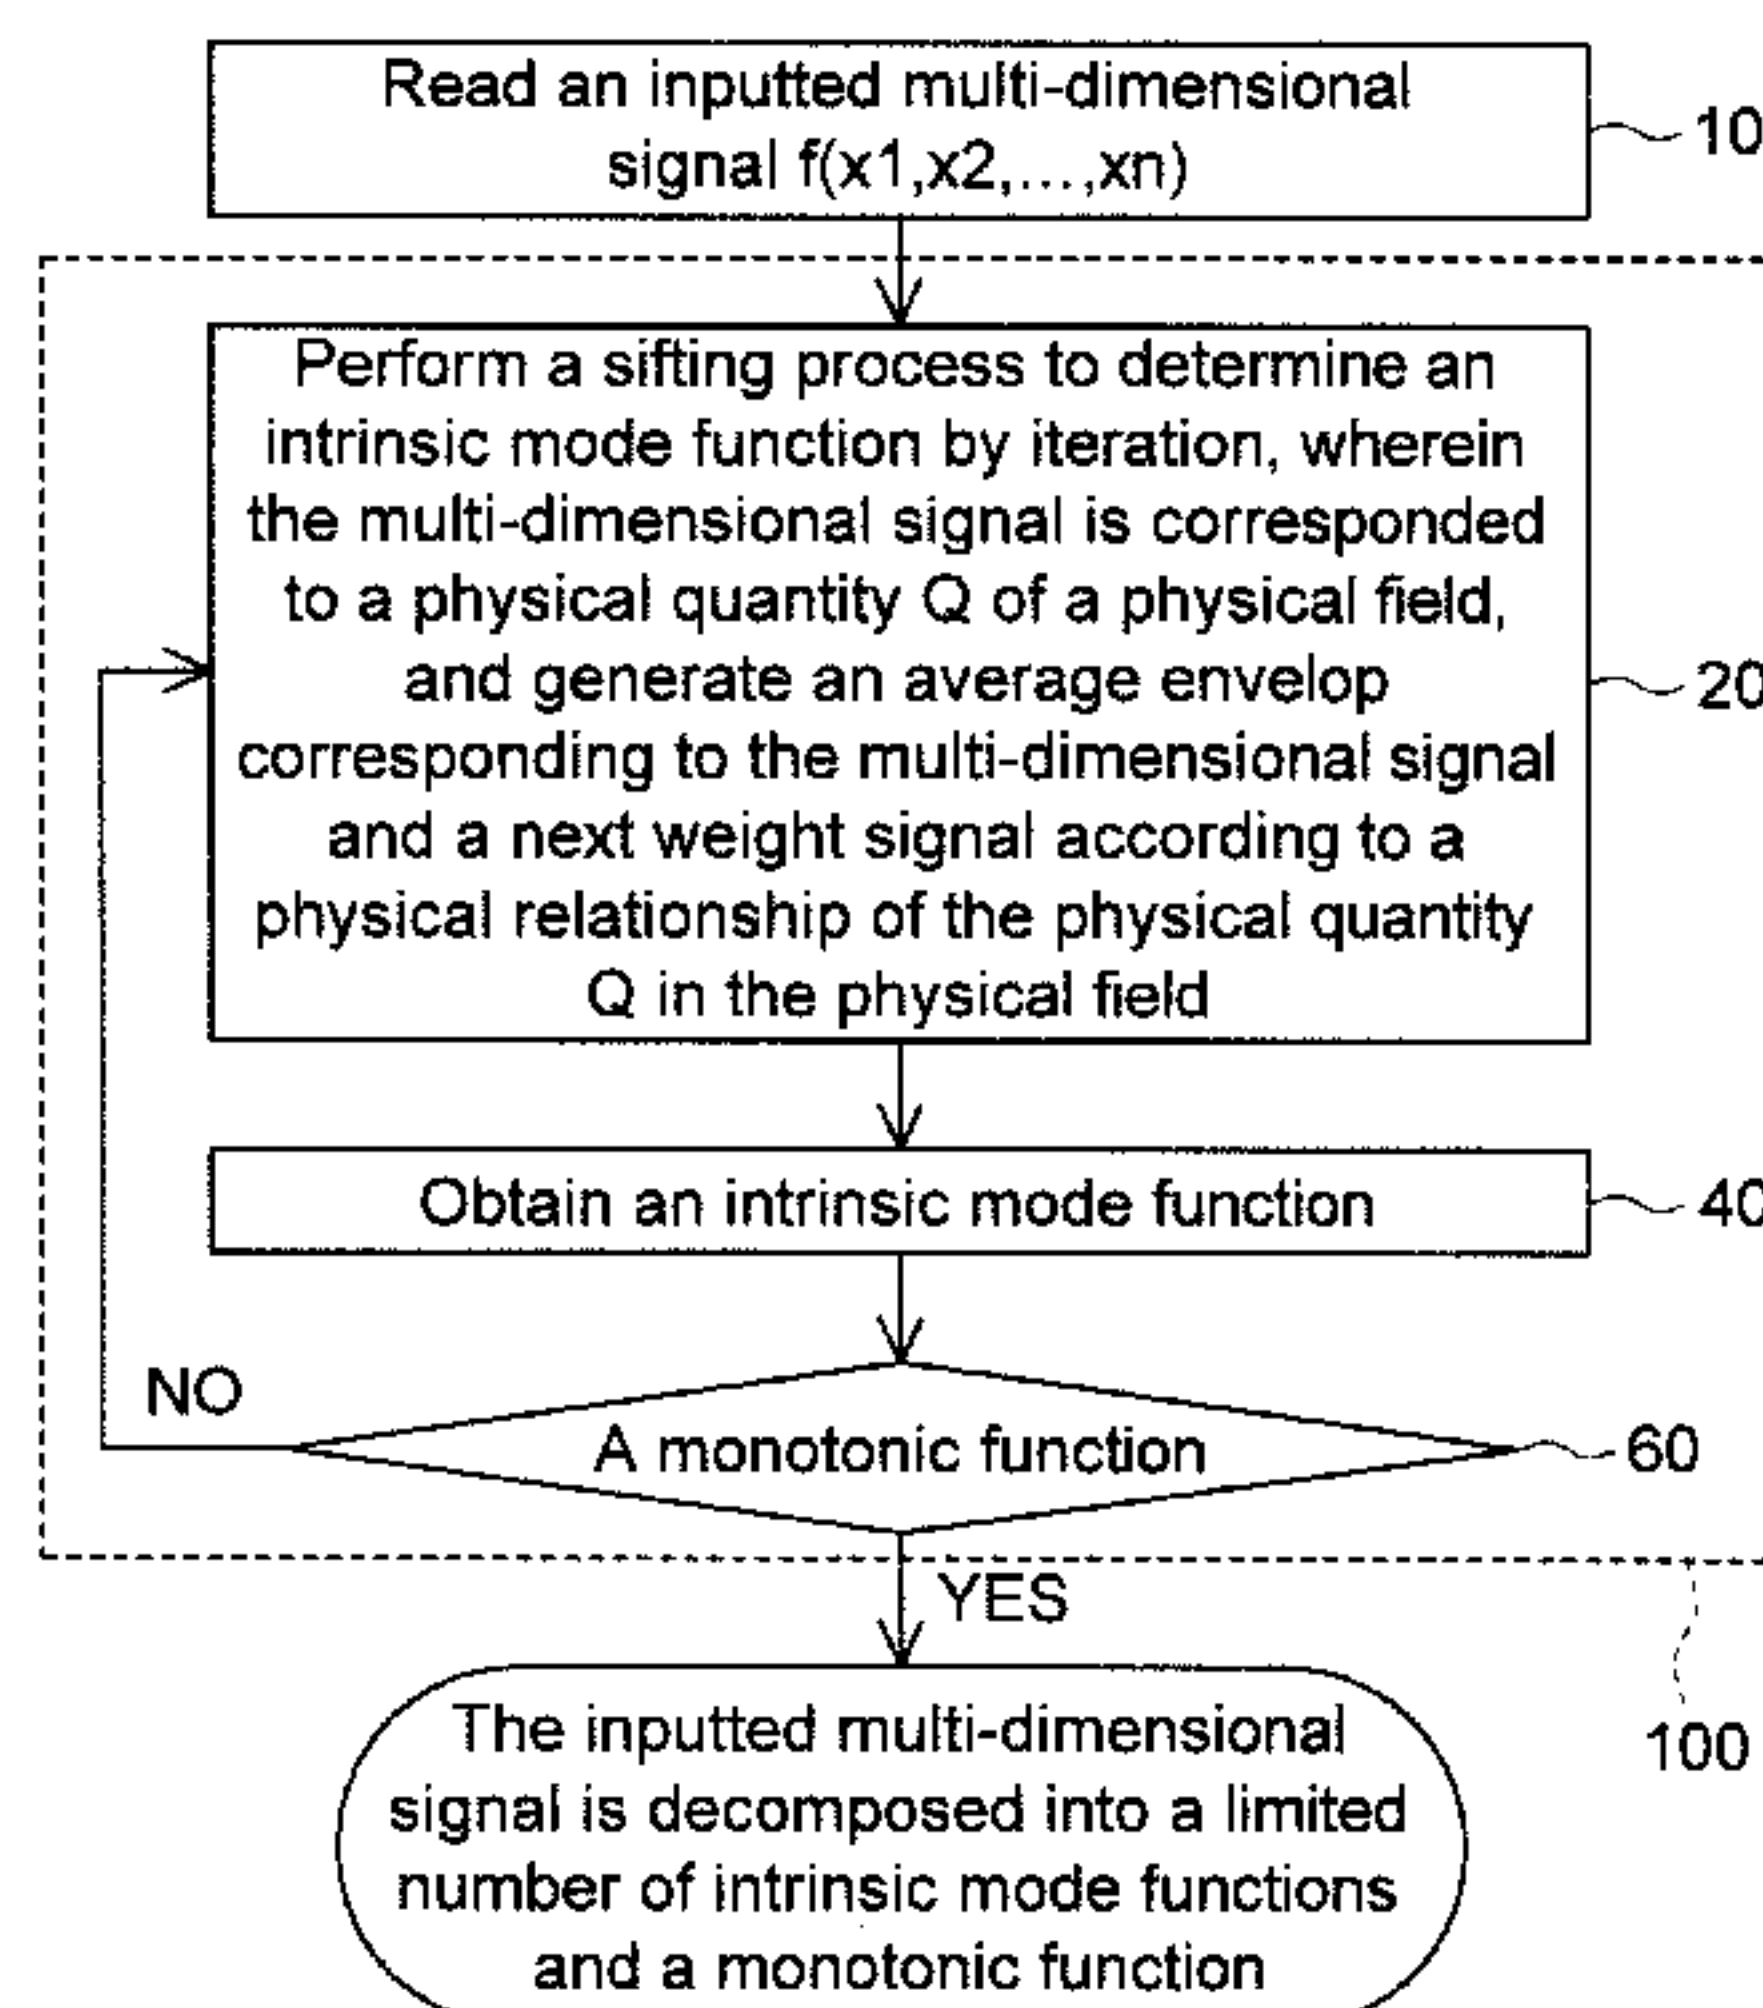 Read an inputted multi-dimensional
signal f(x1,x2,...,xn)
10
Perform a sifting process to determine an
intrinsic mode function by iteration, wherein
the multi-dimensional signal is corresponded
to a physical quantity Q of a physical field,
and generate an average envelop
corresponding to the multi-dimensional signal
and a next weight signal according to a
physical relationship of the physical quantity
Q in the physical field
20
Obtain an intrinsic mode function
40
NO
A monotonic function
60
YES
100
The inputted multi-dimensional
signal is decomposed into a limited
number of intrinsic mode functions
and a monotonic function